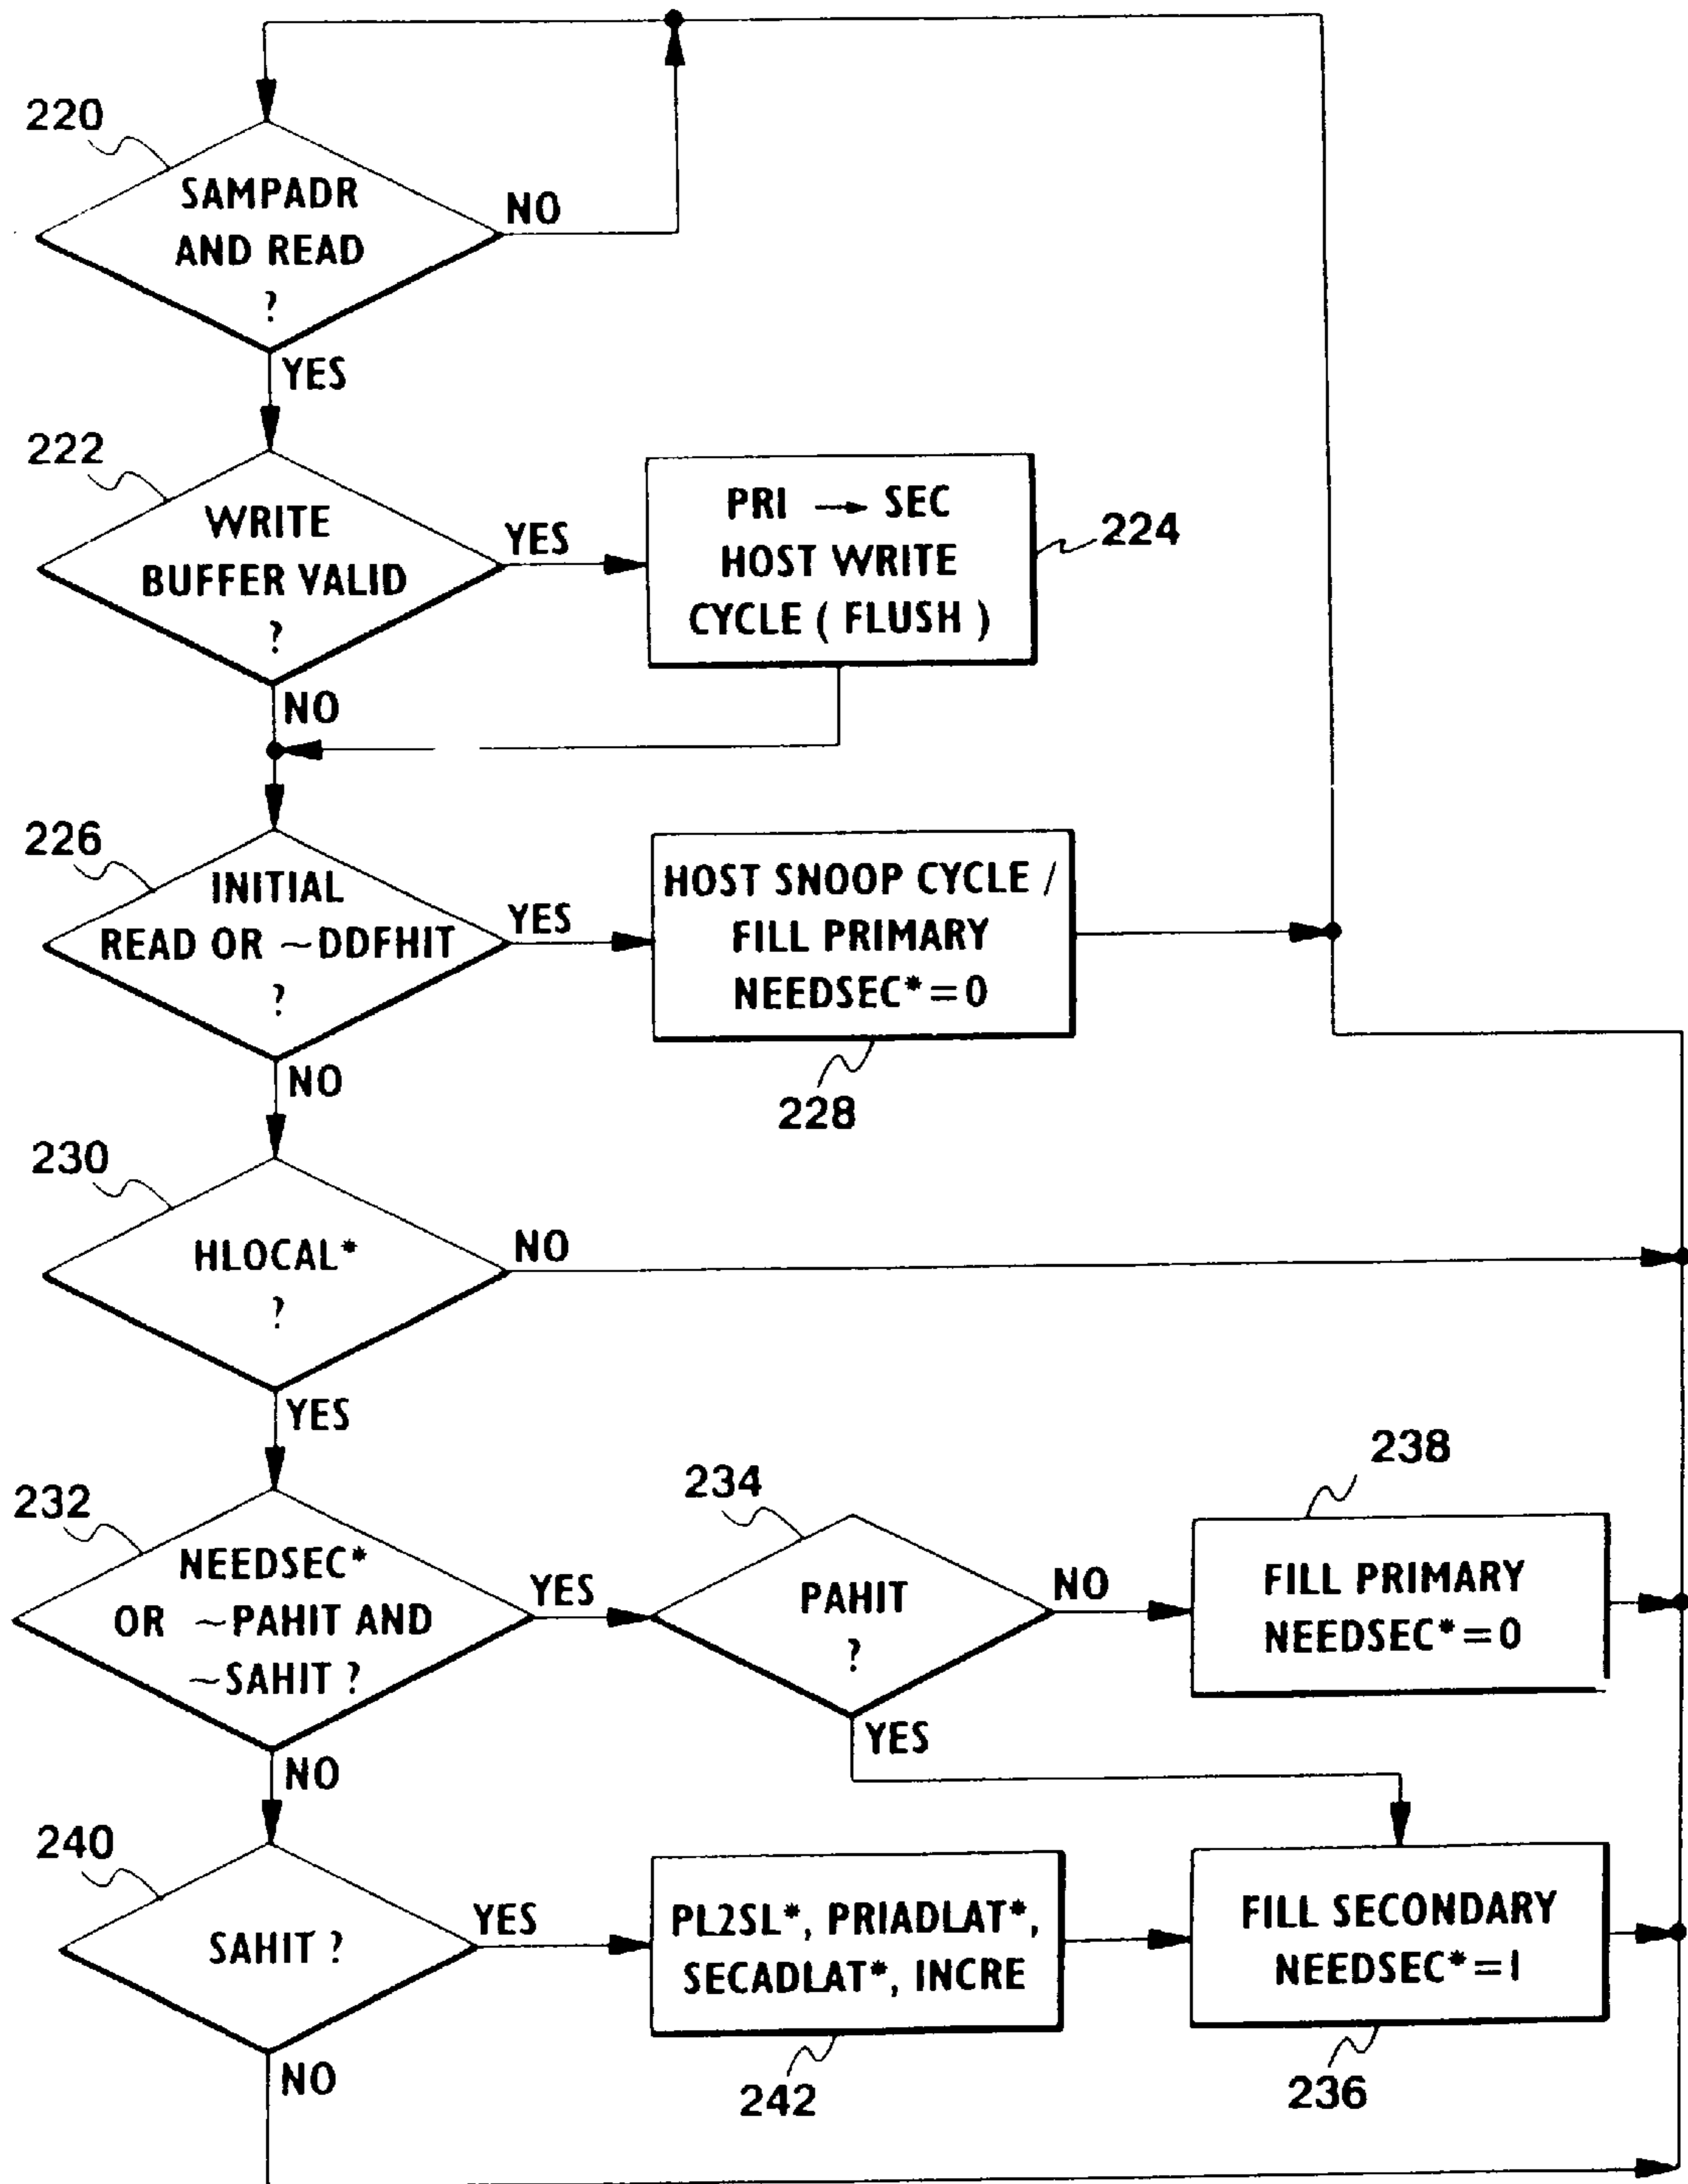 220
SAMPADR
AND READ
?
NO
YES
222
WRITE
BUFFER VALID
?
YES
PRI → SEC
HOST WRITE
CYCLE ( FLUSH )
224
NO
226
INITIAL
READ OR ~DDFHIT
?
YES
HOST SNOOP CYCLE /
FILL PRIMARY
NEEDSEC*=0
228
NO
230
HLOCAL*
?
NO
YES
232
NEEDSEC*
OR ~PAHIT AND
~SAHIT ?
YES
234
PAHIT
?
NO
238
FILL PRIMARY
NEEDSEC*=0
YES
NO
240
SAHIT ?
YES
PL2SL*, PRIADLAT*,
SECADLAT*, INCRE
242
FILL SECONDARY
NEEDSEC*=1
236
NO